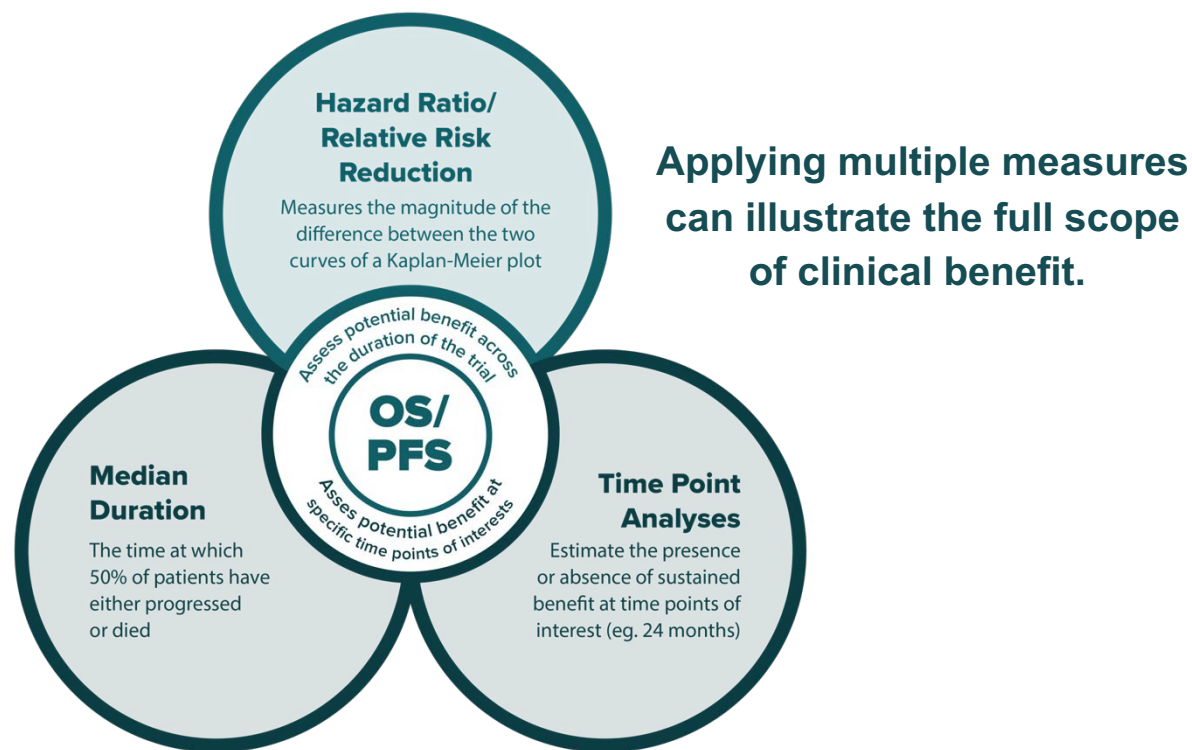 Hazard Ratio/
Relative Risk
Reduction
Measures the magnitude of the
difference between the two
curves of a Kaplan-Meier plot
Applying multiple measures
can illustrate the full scope
of clinical benefit.
Assess potential benefit across
the duration of the trial
OS/
PFS
Asses potential benefit at
specific time points of interests
Median
Duration
The time at which
50% of patients have
either progressed
or died
Time Point
Analyses
Estimate the presence
or absence of sustained
benefit at time points of
interest (eg. 24 months)